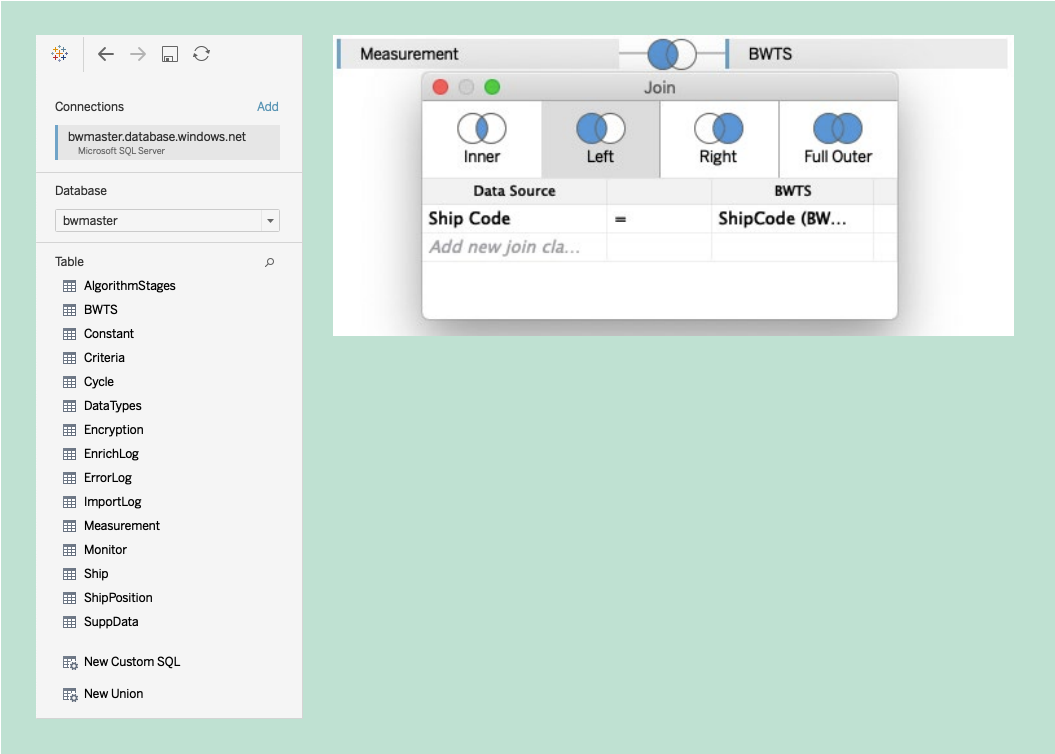 Connections Add
bwmaster.database.windows.net
Microsoft SQL Server
Database
bwmaster
Table
AlgorithmStages
BWTS
Constant
Criteria
Cycle
DataTypes
Encryption
EnrichLog
ErrorLog
ImportLog
Measurement
Monitor
Ship
ShipPosition
SuppData
New Custom SQL
New Union
Measurement BWTS
Join
Inner Left Right Full Outer
Data Source BWTS
Ship Code = ShipCode (BW...
Add new join cla...